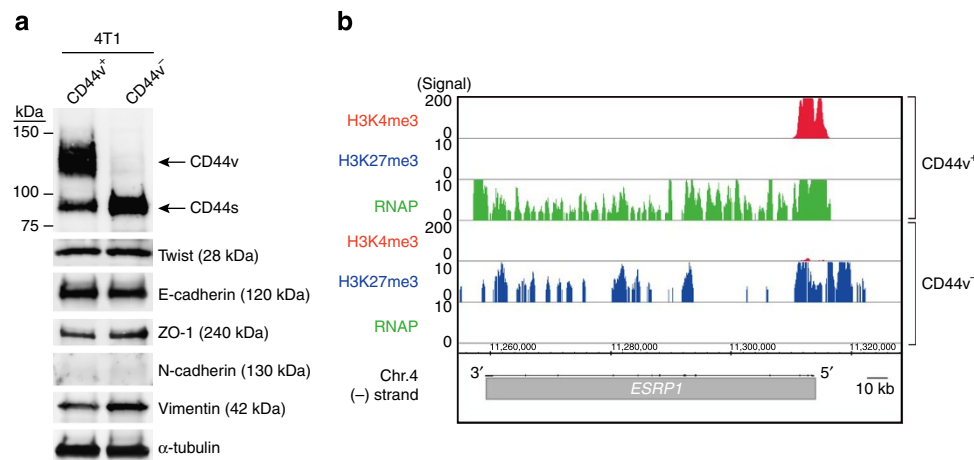 a
4T1
CD44v+ CD44v−
kDa
150
100
75
CD44v
CD44s
Twist (28 kDa)
E-cadherin (120 kDa)
ZO-1 (240 kDa)
N-cadherin (130 kDa)
Vimentin (42 kDa)
α-tubulin
b
(Signal)
H3K4me3 200 0
H3K27me3 10 0
RNAP 10 0
CD44v+
H3K4me3 200 0
H3K27me3 10 0
RNAP 10 0
CD44v−
11,260,000 11,280,000 11,300,000 11,320,000
Chr.4
(−) strand
3′ 5′
ESRP1
10 kb